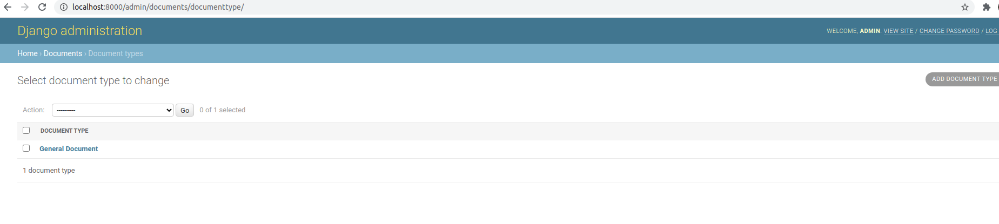 localhost:8000/admin/documents/documenttype/
Django administration
WELCOME, ADMIN. VIEW SITE / CHANGE PASSWORD / LOG
Home › Documents › Document types
Select document type to change
ADD DOCUMENT TYPE
Action: --------- Go 0 of 1 selected
DOCUMENT TYPE
General Document
1 document type